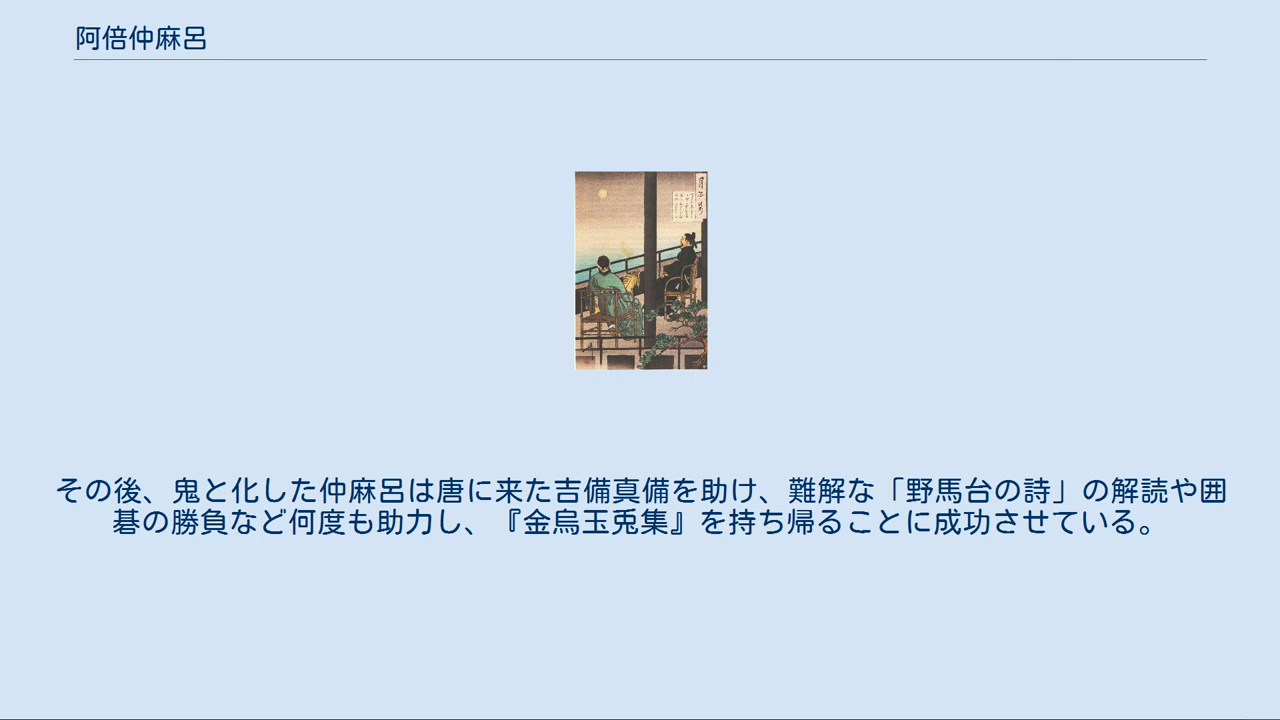 阿倍仲麻呂
その後、鬼と化した仲麻呂は唐に来た吉備真備を助け、難解な「野馬台の詩」の解読や囲
碁の勝負など何度も助力し、『金烏玉兎集』を持ち帰ることに成功させている。